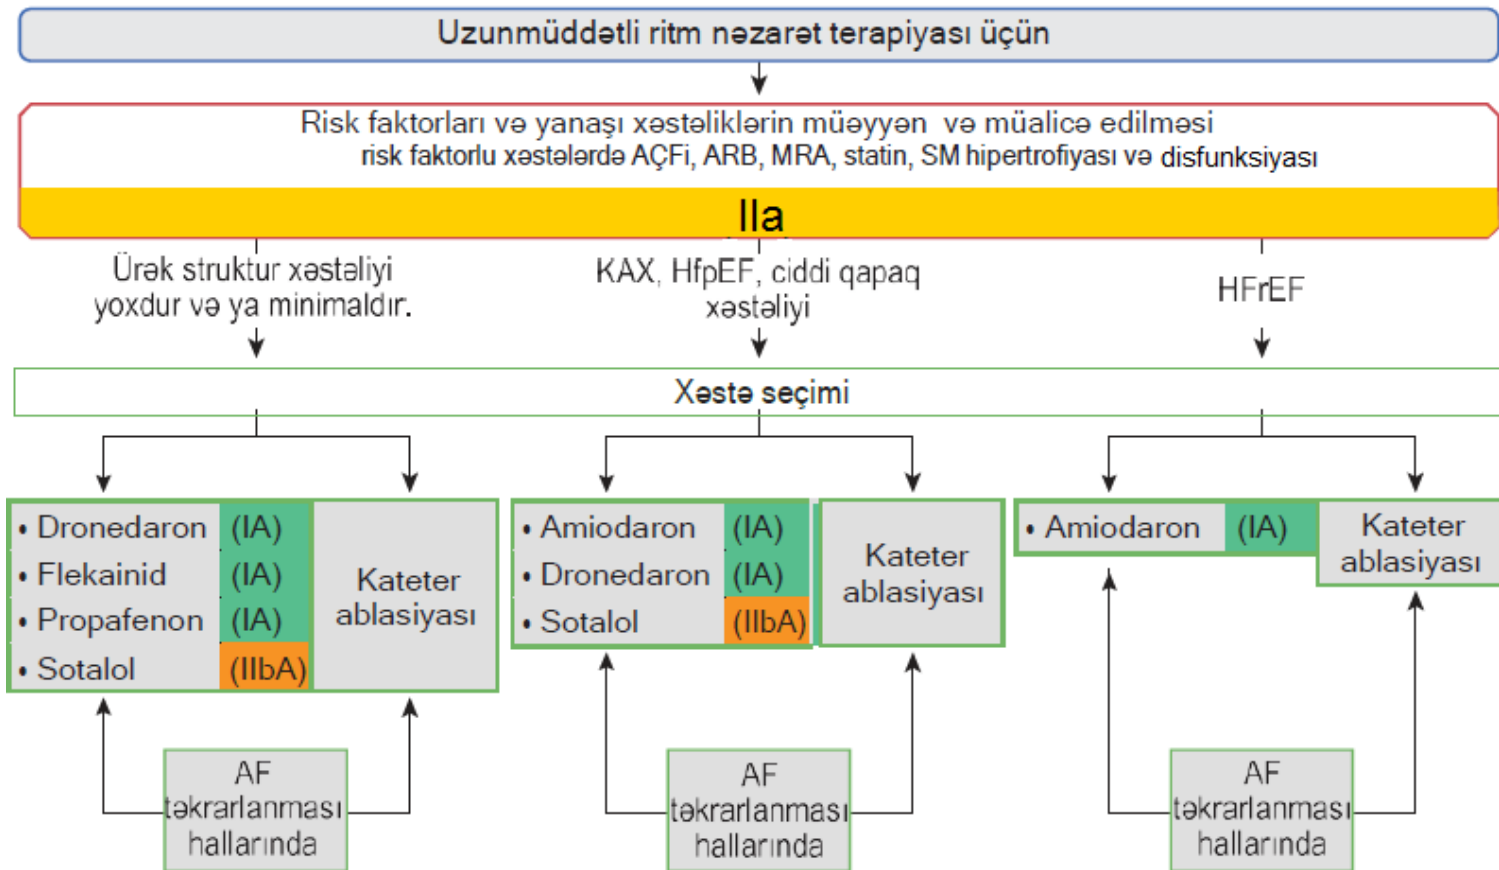 Uzunmüddətli ritm nəzarət terapiyası üçün
Risk faktorları və yanaşı xəstəliklərin müəyyən və müalicə edilməsi
risk faktorlu xəstələrdə AÇFi, ARB, MRA, statin, SM hipertrofiyası və disfunksiyası
IIa
Ürək struktur xəstəliyi
yoxdur və ya minimaldır.
KAX, HfpEF, ciddi qapaq
xəstəliyi
HFrEF
Xəstə seçimi
• Dronedaron (IA)
• Flekainid (IA)
• Propafenon (IA)
• Sotalol (IIbA)
Kateter
ablasiyası
• Amiodaron (IA)
• Dronedaron (IA)
• Sotalol (IIbA)
Kateter
ablasiyası
• Amiodaron (IA)
Kateter
ablasiyası
AF
təkrarlanması
hallarında
AF
təkrarlanması
hallarında
AF
təkrarlanması
hallarında